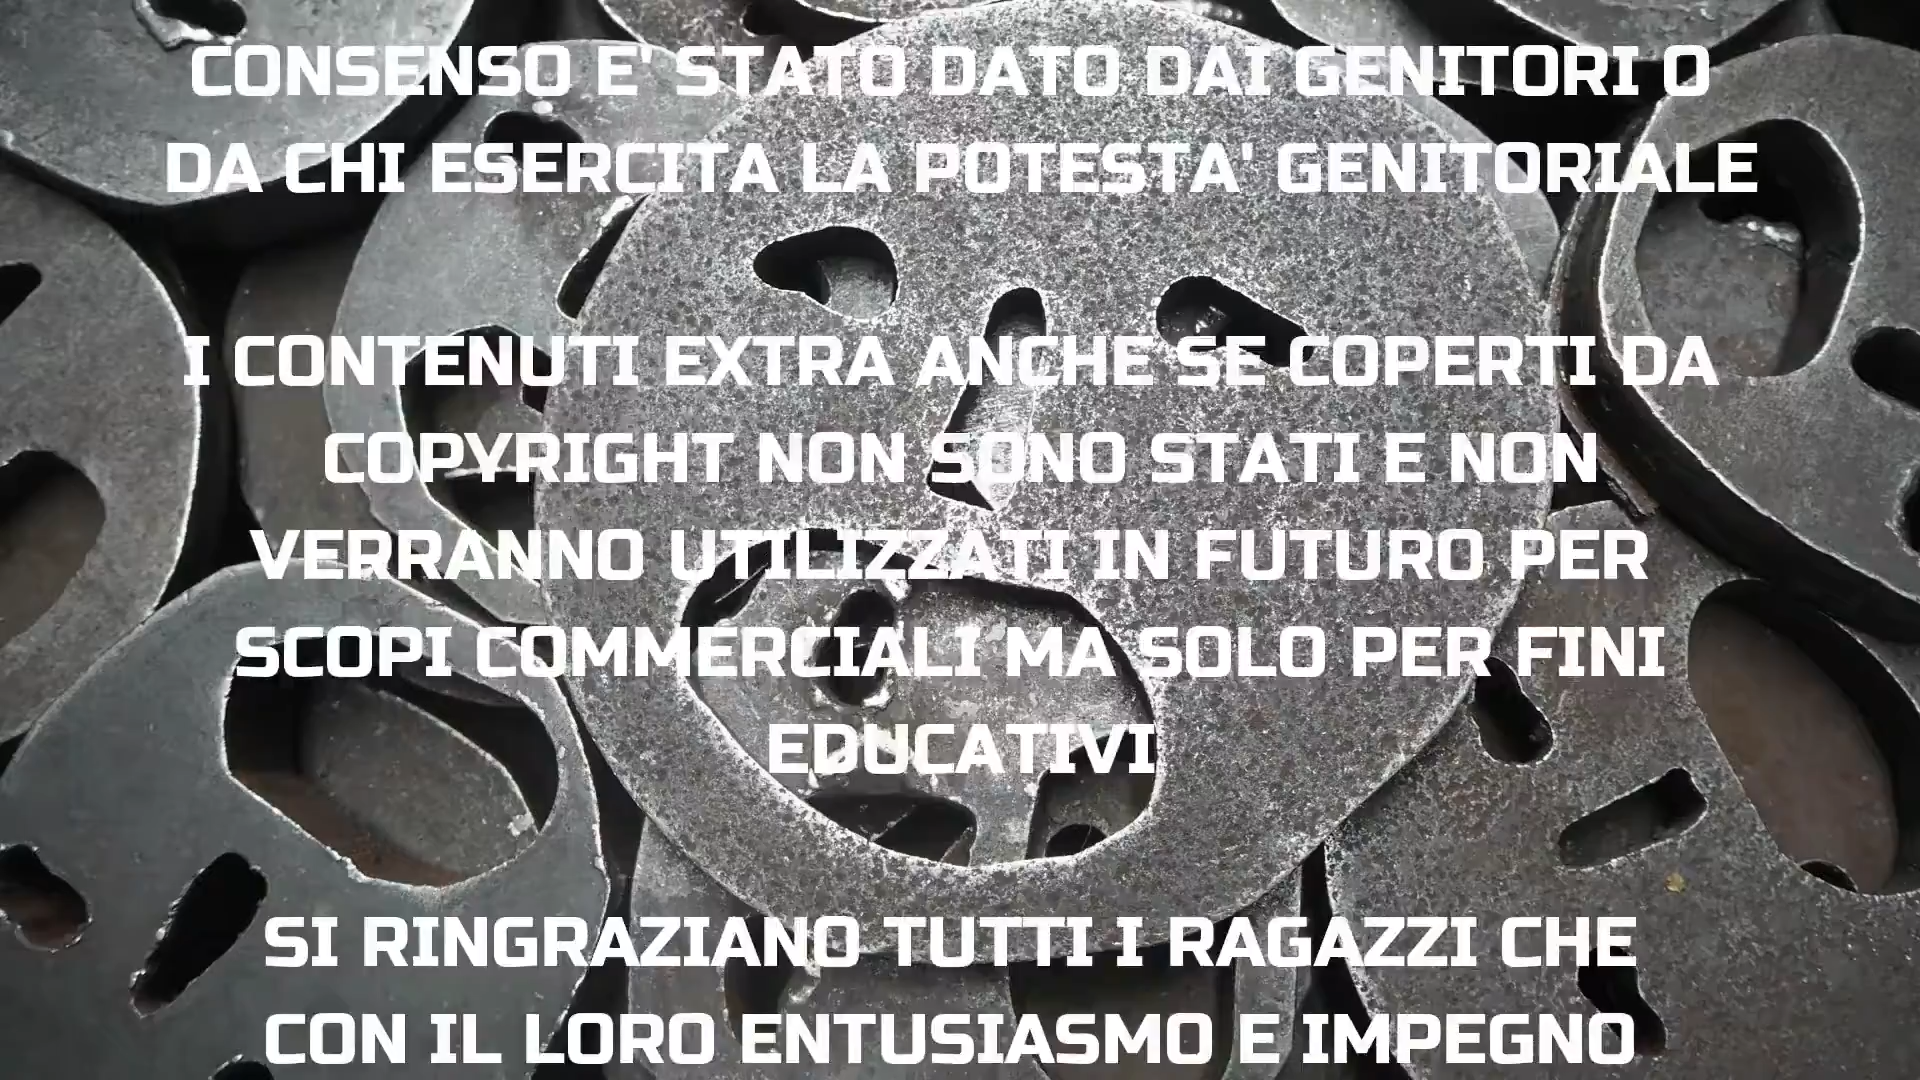 CONSENSO E' STATO DATO DAI GENITORI O
DA CHI ESERCITA LA POTESTA' GENITORIALE
I CONTENUTI EXTRA ANCHE SE COPERTI DA
COPYRIGHT NON SONO STATI E NON
VERRANNO UTILIZZATI IN FUTURO PER
SCOPI COMMERCIALI MA SOLO PER FINI
EDUCATIVI
SI RINGRAZIANO TUTTI I RAGAZZI CHE
CON IL LORO ENTUSIASMO E IMPEGNO